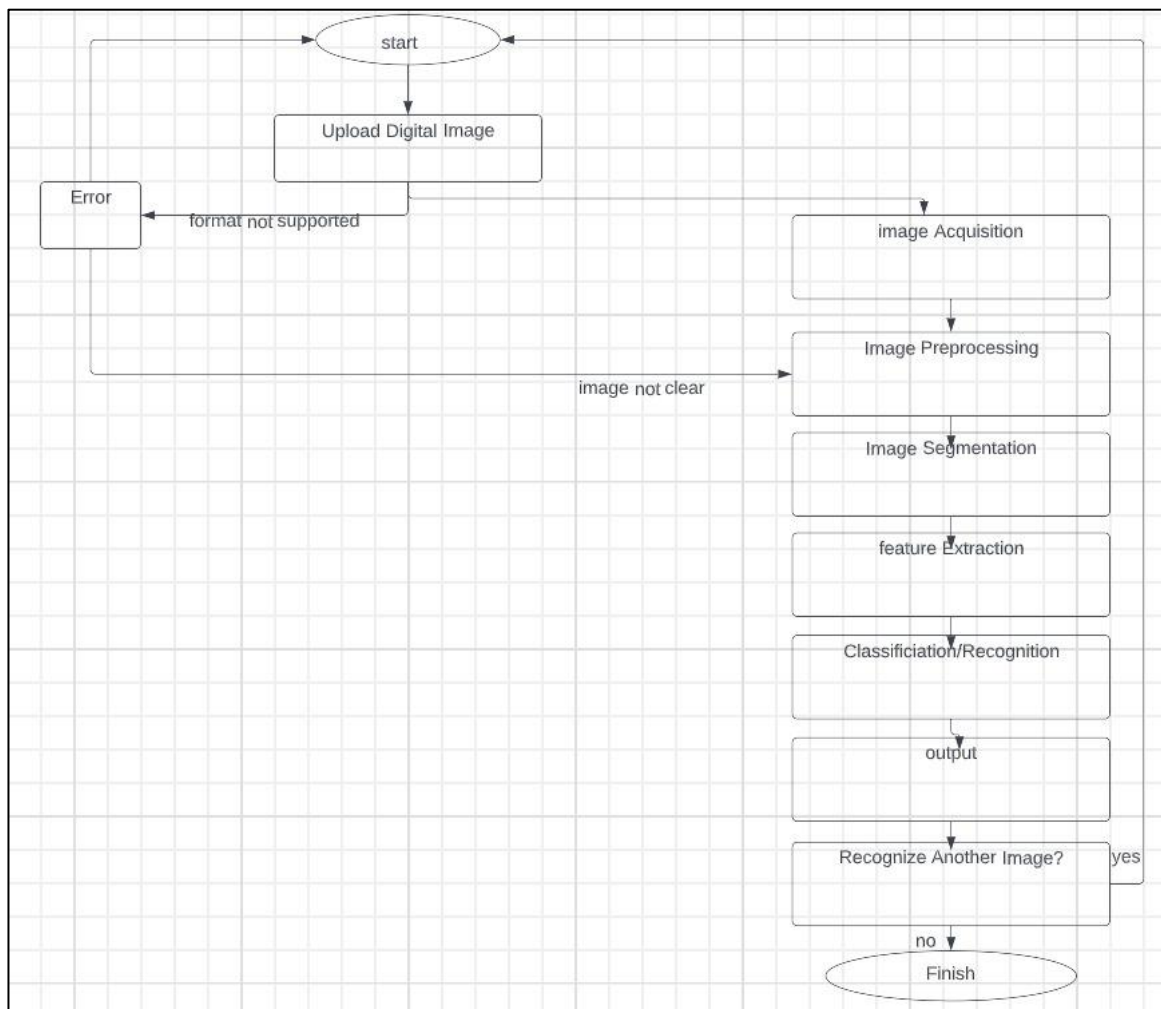 start
Upload Digital Image
Error
format not supported
image Acquisition
Image Preprocessing
image not clear
Image Segmentation
feature Extraction
Classificiation/Recognition
output
Recognize Another Image?
yes
no
Finish